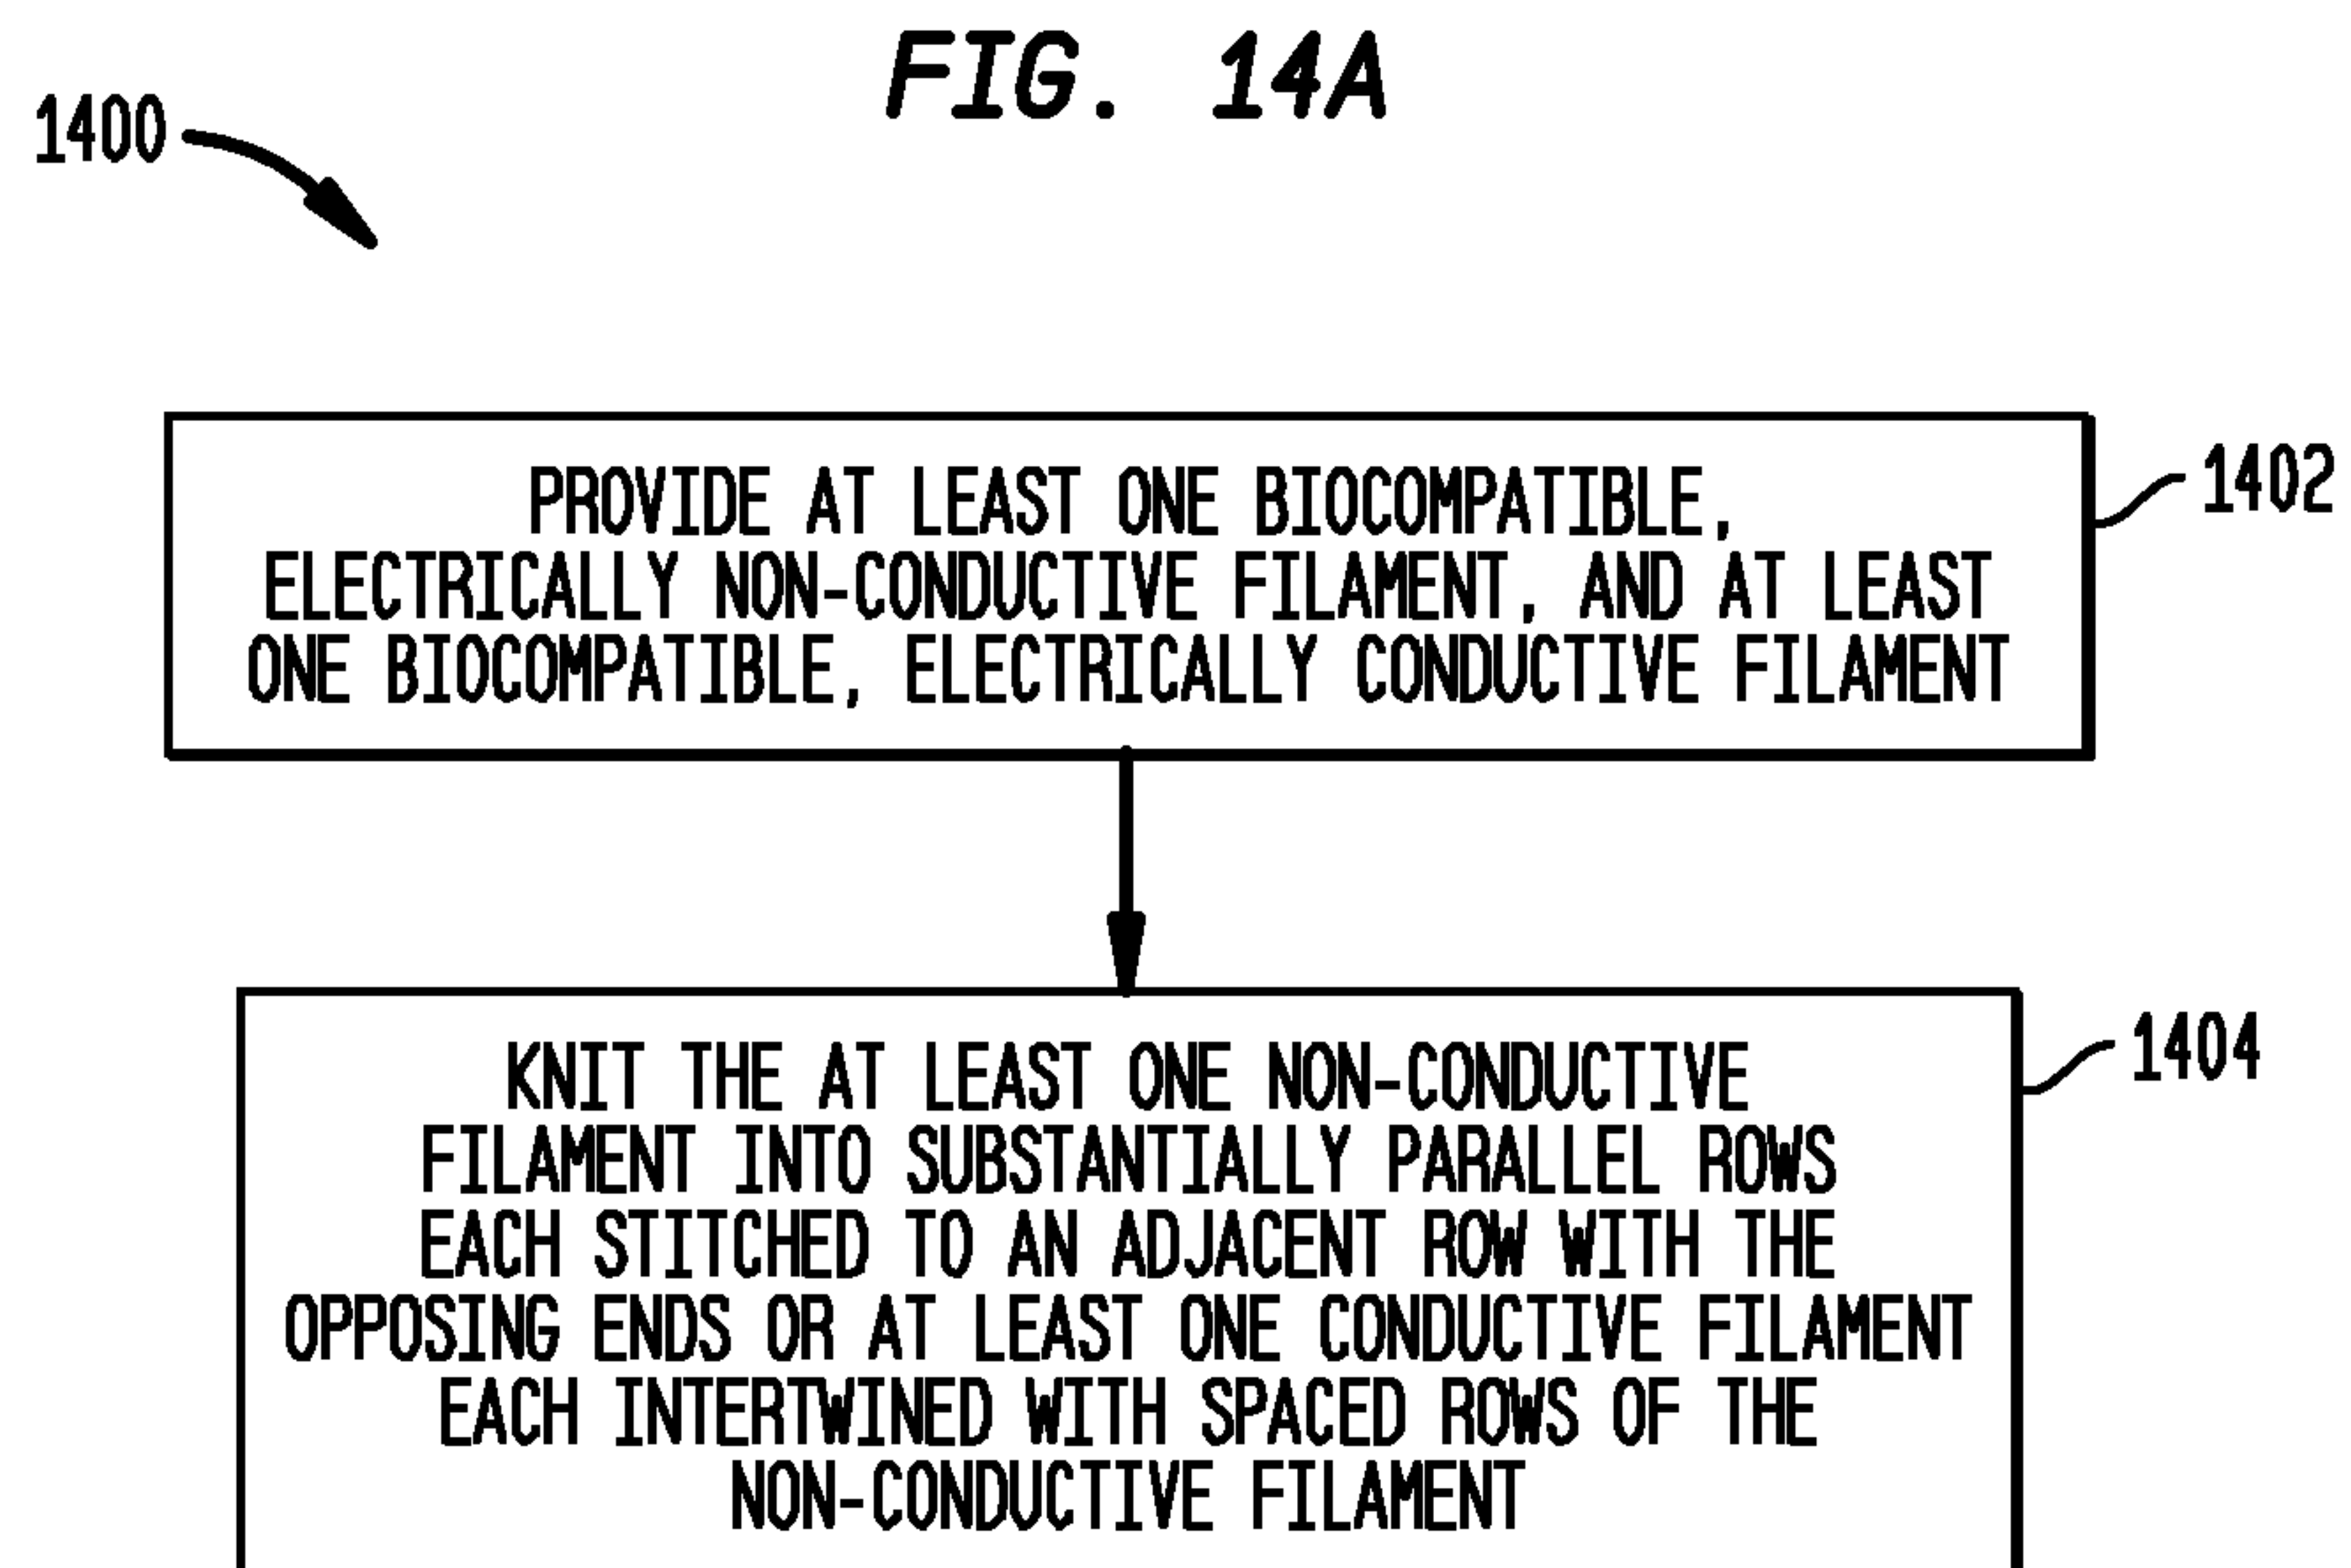 FIG. 14A
1400
PROVIDE AT LEAST ONE BIOCOMPATIBLE,
ELECTRICALLY NON-CONDUCTIVE FILAMENT, AND AT LEAST
ONE BIOCOMPATIBLE, ELECTRICALLY CONDUCTIVE FILAMENT
1402
KNIT THE AT LEAST ONE NON-CONDUCTIVE
FILAMENT INTO SUBSTANTIALLY PARALLEL ROWS
EACH STITCHED TO AN ADJACENT ROW WITH THE
OPPOSING ENDS OR AT LEAST ONE CONDUCTIVE FILAMENT
EACH INTERTWINED WITH SPACED ROWS OF THE
NON-CONDUCTIVE FILAMENT
1404